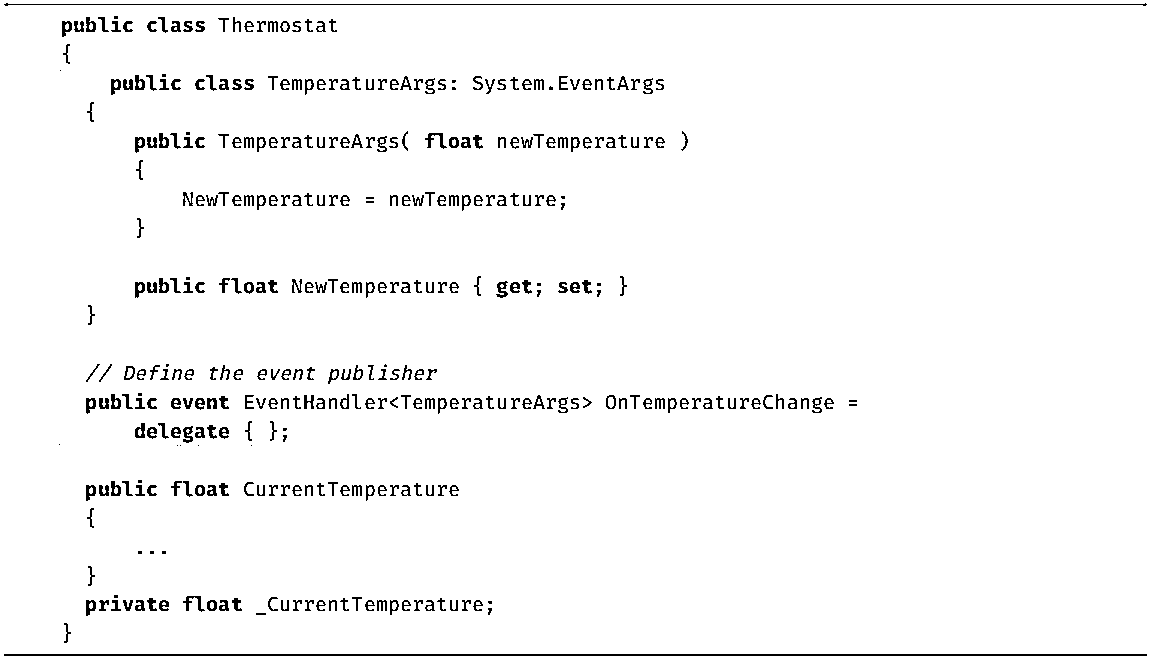 public class Thermostat
{
    public class TemperatureArgs: System.EventArgs
  {
      public TemperatureArgs( float newTemperature )
      {
          NewTemperature = newTemperature;
      }

      public float NewTemperature { get; set; }
  }

  // Define the event publisher
  public event EventHandler<TemperatureArgs> OnTemperatureChange =
      delegate { };

  public float CurrentTemperature
  {
      ...
  }
  private float _CurrentTemperature;
}